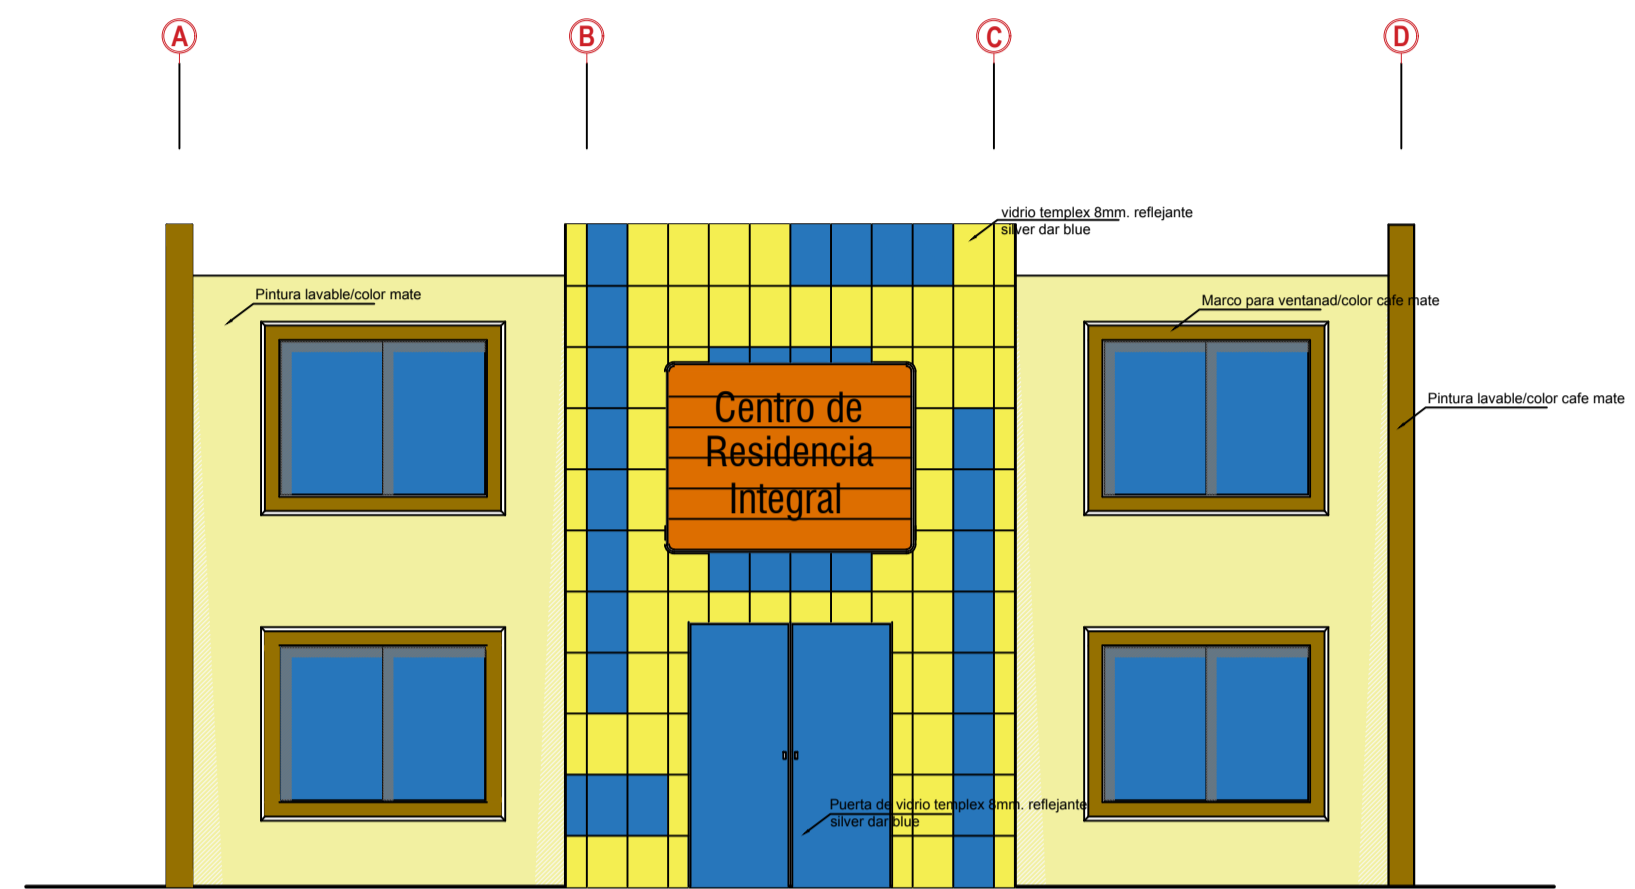 A
B
C
D
vidrio templex 8mm. reflejante
silver dar blue
Pintura lavable/color mate
Marco para ventanad/color cafe mate
Pintura lavable/color cafe mate
Centro de
Residencia
Integral
Puerta de vidrio templex 8mm. reflejante
silver dar blue